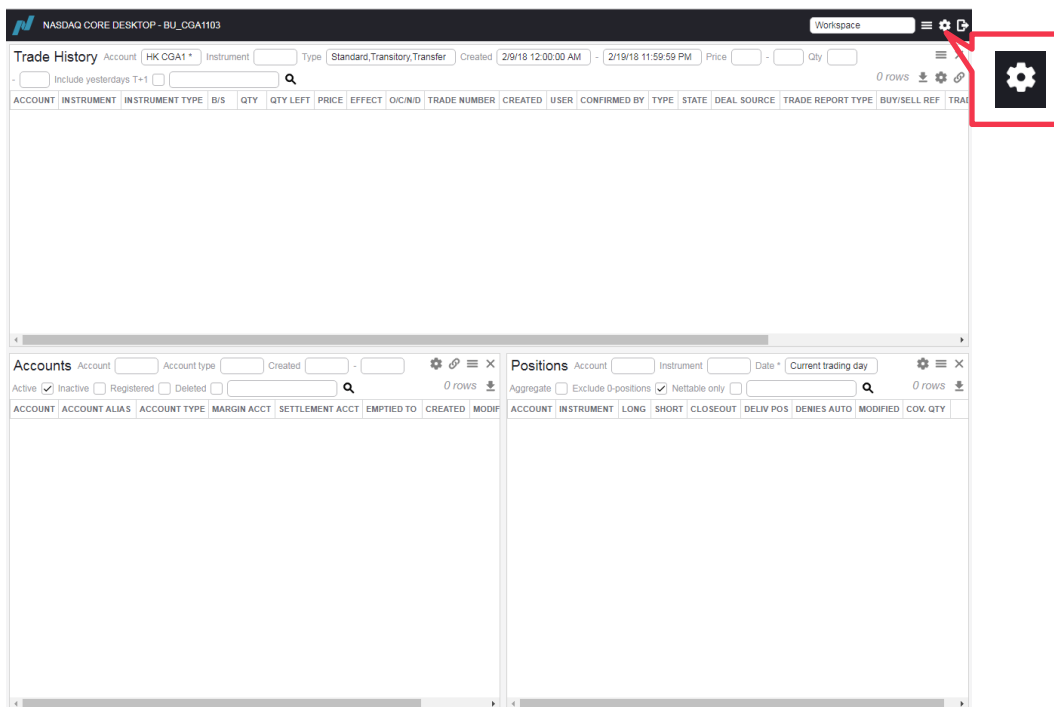 NASDAQ CORE DESKTOP - BU_CGA1103 Workspace
Trade History Account HK CGA1 * Instrument Type Standard,Transitory,Transfer Created 2/9/18 12:00:00 AM - 2/19/18 11:59:59 PM Price - Qty
- Include yesterdays T+1 0 rows
ACCOUNT INSTRUMENT INSTRUMENT TYPE B/S QTY QTY LEFT PRICE EFFECT O/C/N/D TRADE NUMBER CREATED USER CONFIRMED BY TYPE STATE DEAL SOURCE TRADE REPORT TYPE BUY/SELL REF TRAD
Accounts Account Account type Created -
Active Inactive Registered Deleted 0 rows
ACCOUNT ACCOUNT ALIAS ACCOUNT TYPE MARGIN ACCT SETTLEMENT ACCT EMPTIED TO CREATED MODIF
Positions Account Instrument Date * Current trading day
Aggregate Exclude 0-positions Nettable only 0 rows
ACCOUNT INSTRUMENT LONG SHORT CLOSEOUT DELIV POS DENIES AUTO MODIFIED COV. QTY